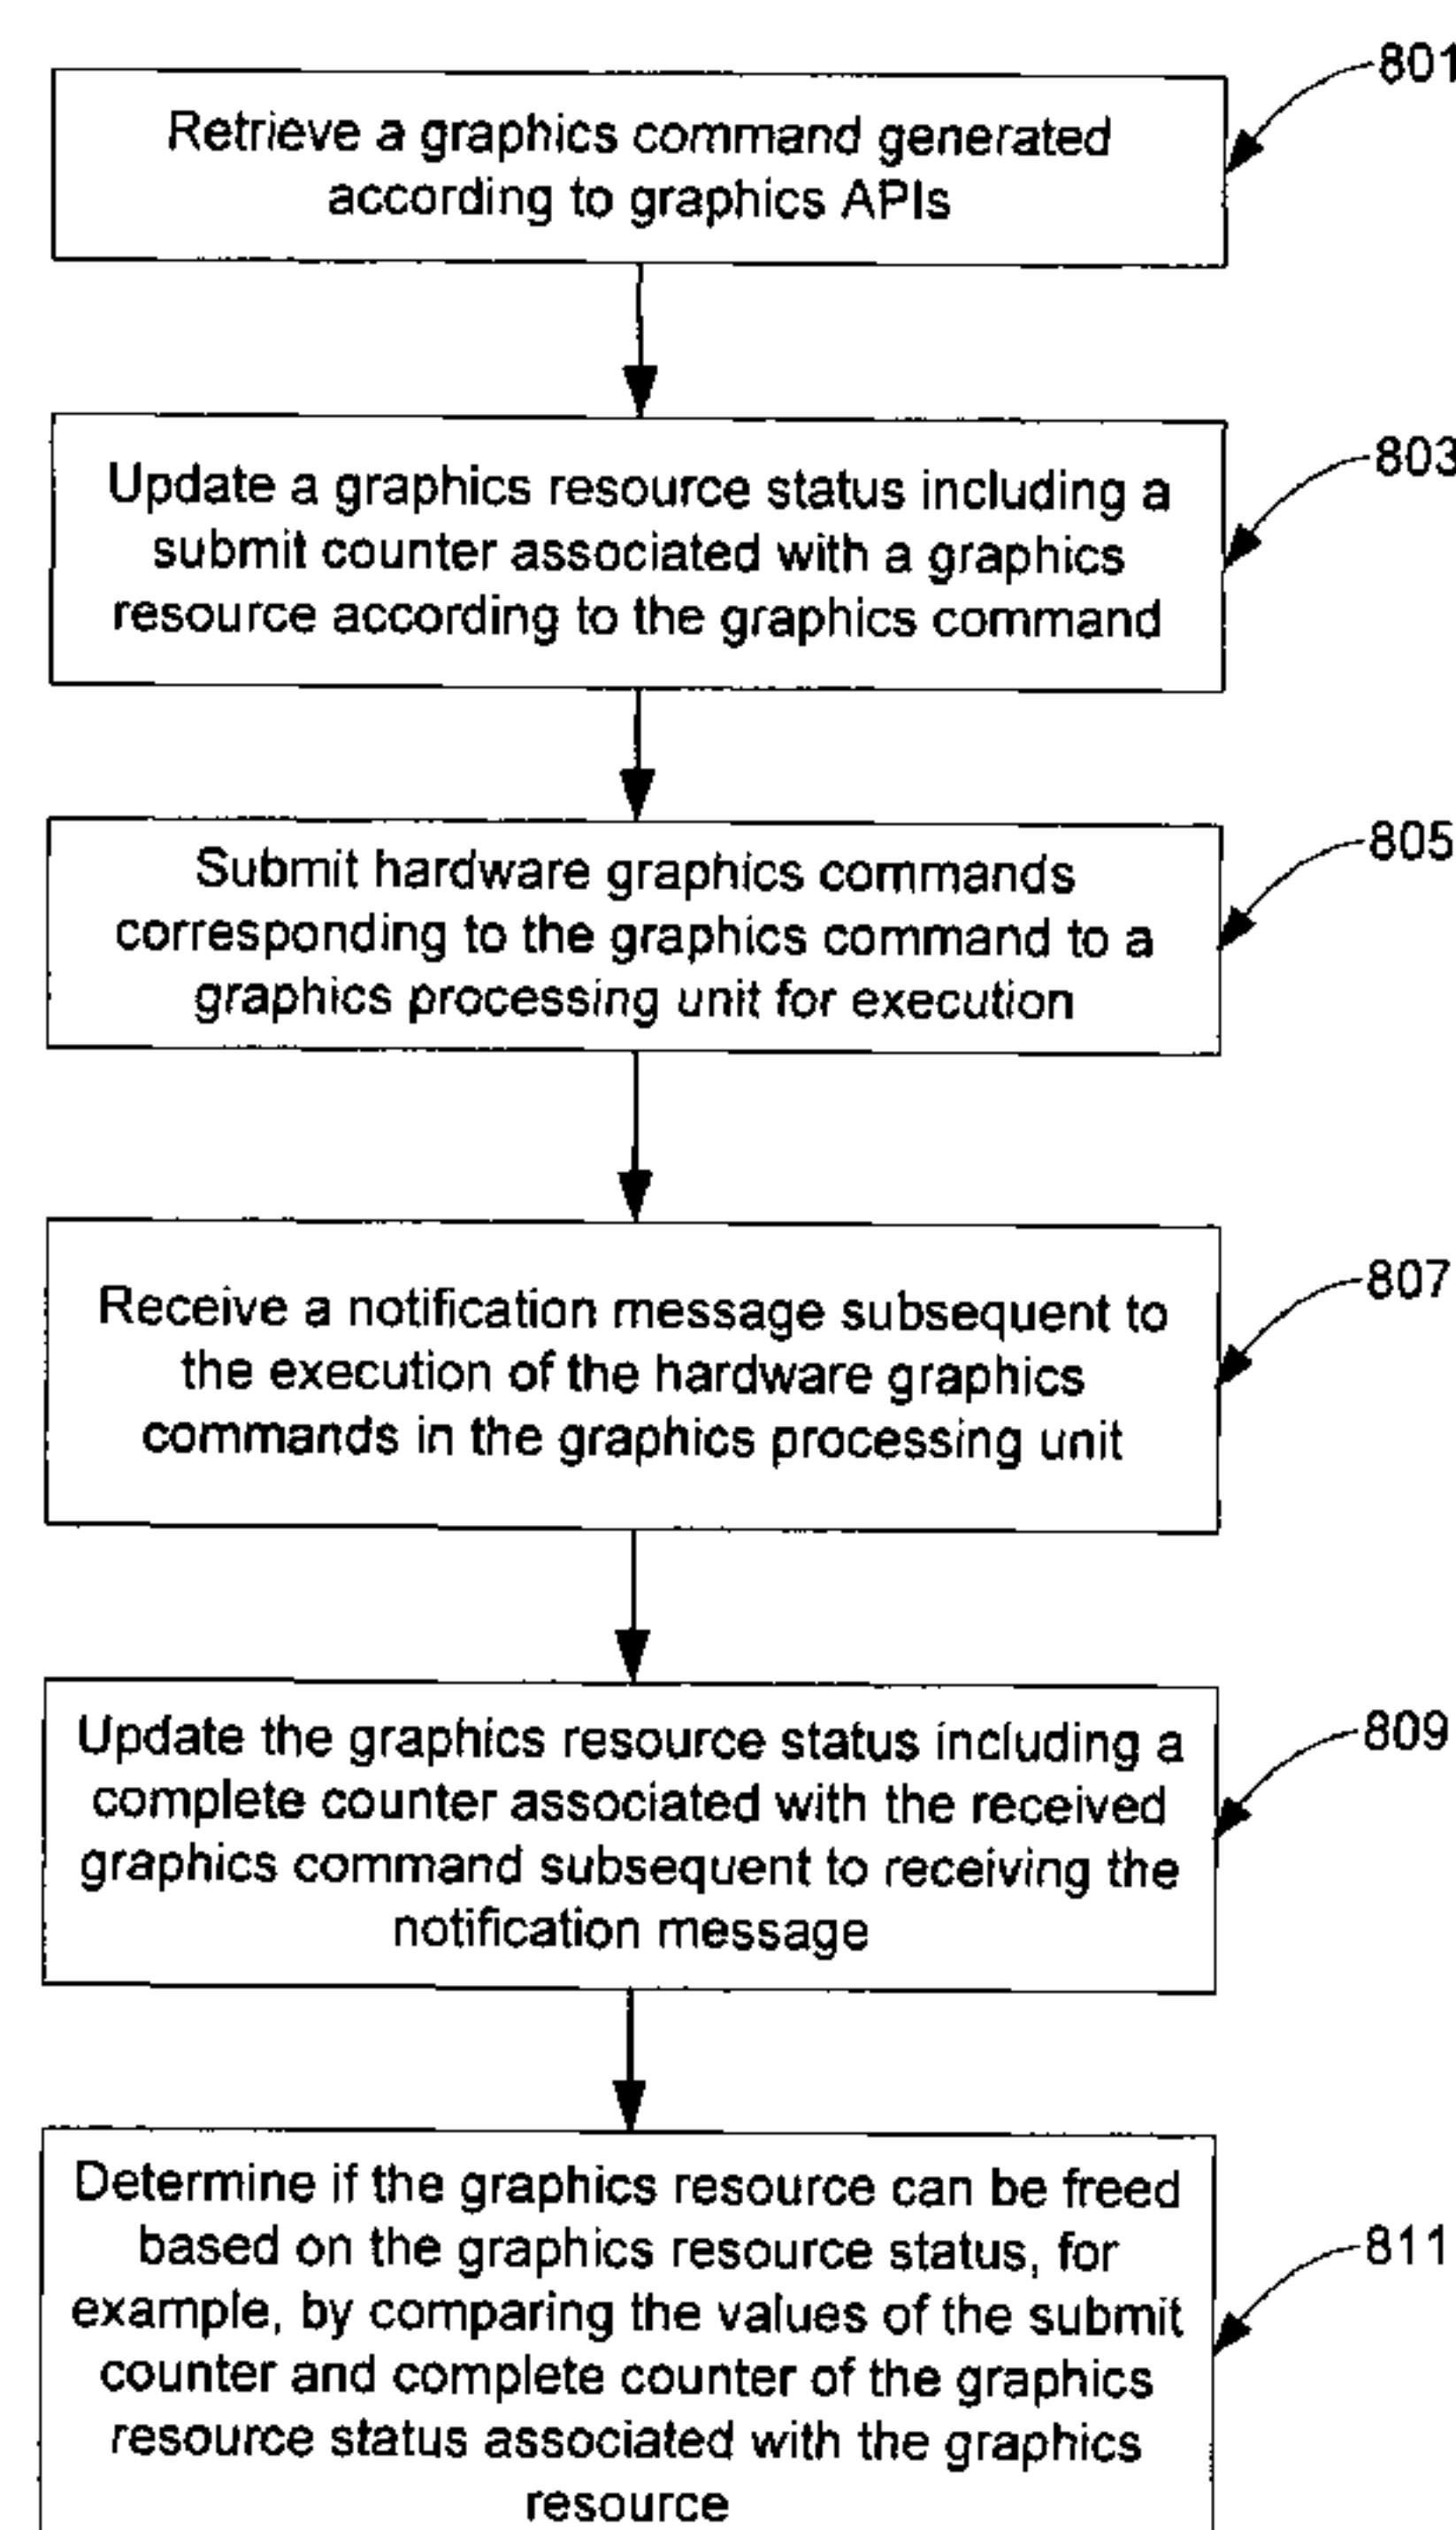 801
Retrieve a graphics command generated
according to graphics APIs
803
Update a graphics resource status including a
submit counter associated with a graphics
resource according to the graphics command
805
Submit hardware graphics commands
corresponding to the graphics command to a
graphics processing unit for execution
807
Receive a notification message subsequent to
the execution of the hardware graphics
commands in the graphics processing unit
809
Update the graphics resource status including a
complete counter associated with the received
graphics command subsequent to receiving the
notification message
811
Determine if the graphics resource can be freed
based on the graphics resource status, for
example, by comparing the values of the submit
counter and complete counter of the graphics
resource status associated with the graphics
resource